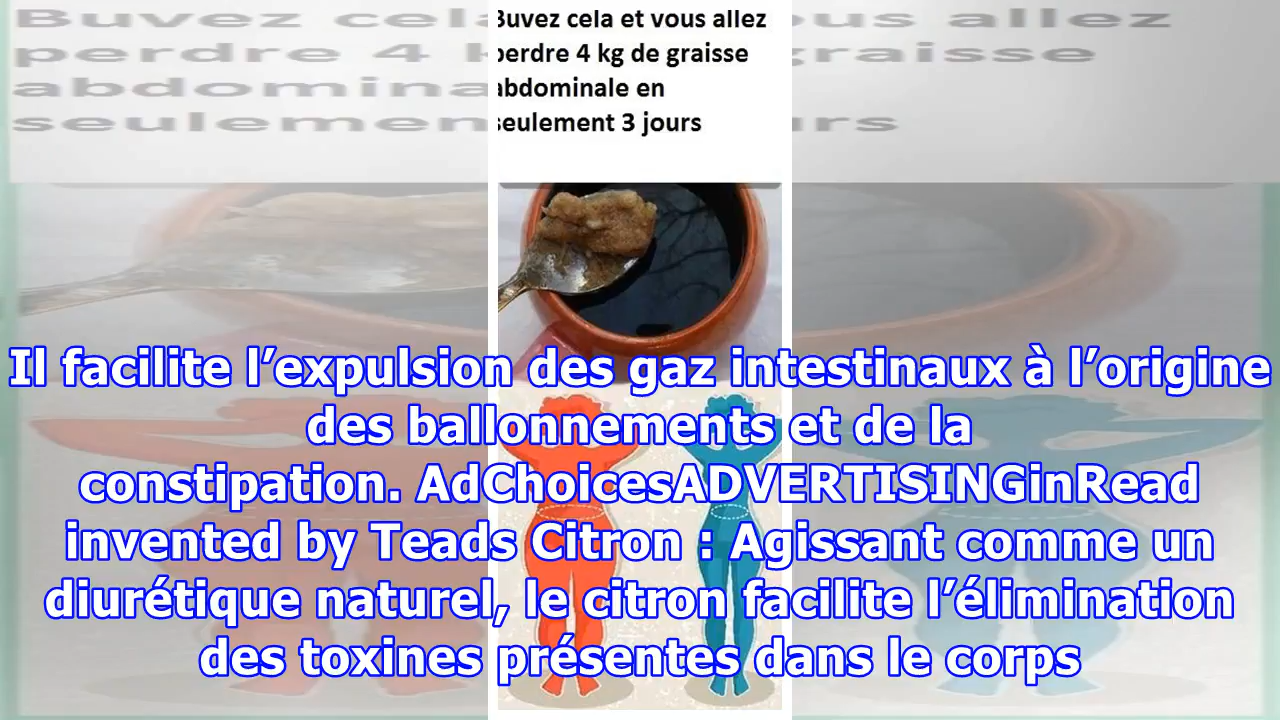 Buvez cela et vous allez
perdre 4 kg de graisse
abdominale en
seulement 3 jours
Il facilite l’expulsion des gaz intestinaux à l’origine
des ballonnements et de la
constipation. AdChoicesADVERTISINGinRead
invented by Teads Citron : Agissant comme un
diurétique naturel, le citron facilite l’élimination
des toxines présentes dans le corps